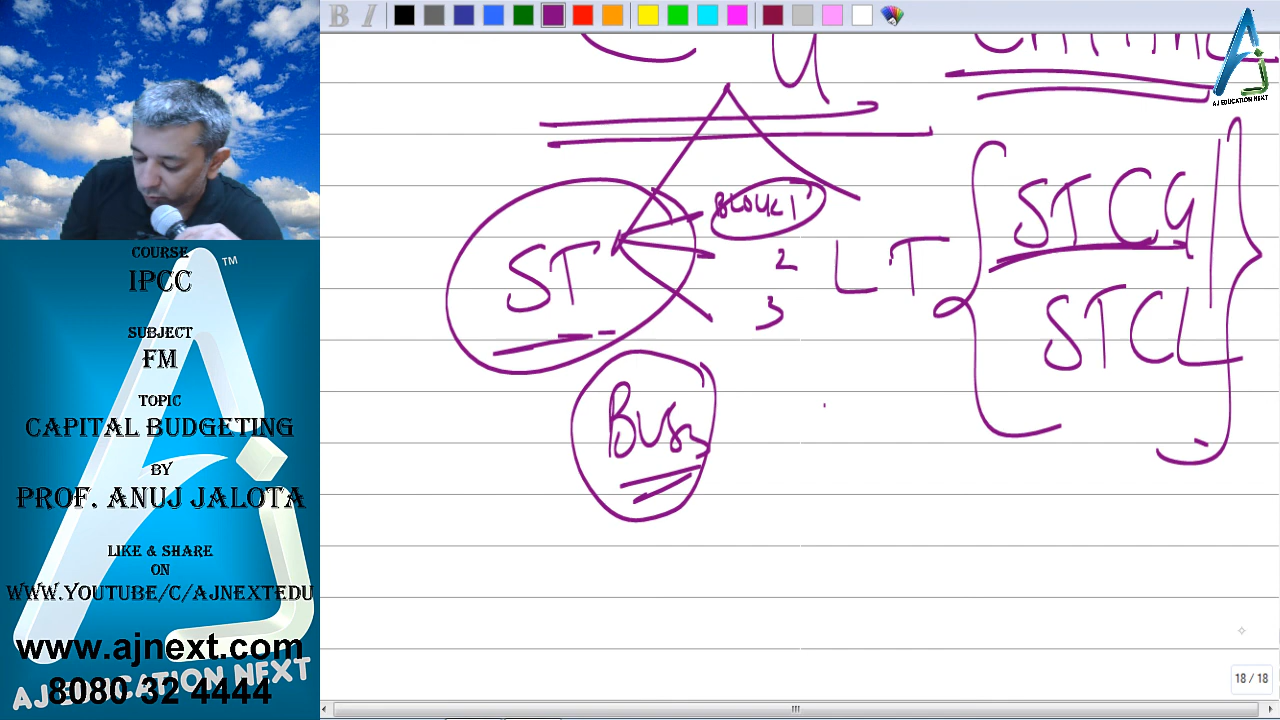 B I
AJ EDUCATION NEXT
BLOCK 1
ST
2
LT
3
STCG
STCL
BUS
COURSE
IPCC
SUBJECT
FM
TOPIC
CAPITAL BUDGETING
BY
PROF. ANUJ JALOTA
LIKE & SHARE
ON
WWW.YOUTUBE/C/AJNEXTEDU
www.ajnext.com
8080 32 4444
AJ EDUCATION NEXT
TM
18 / 18